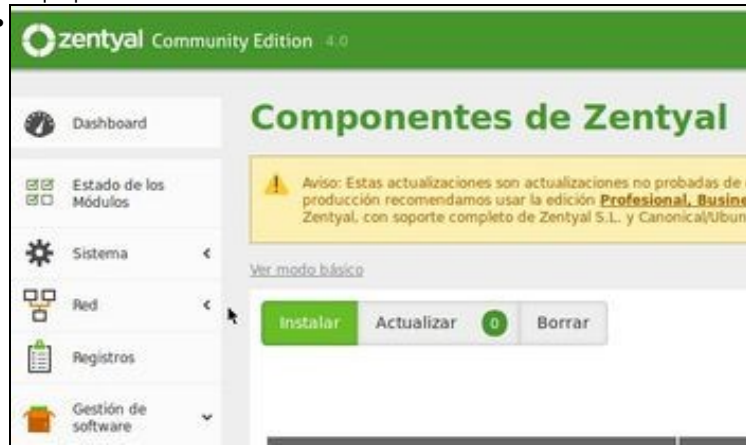 zentyal Community Edition 4.0
Dashboard
Componentes de Zentyal
Estado de los
Módulos
Aviso: Estas actualizaciones son actualizaciones no probadas de
producción recomendamos usar la edición Profesional, Busine
Zentyal, con soporte completo de Zentyal S.L. y Canonical/Ubun
Sistema
Ver modo básico
Red
Instalar Actualizar 0 Borrar
Registros
Gestión de
software